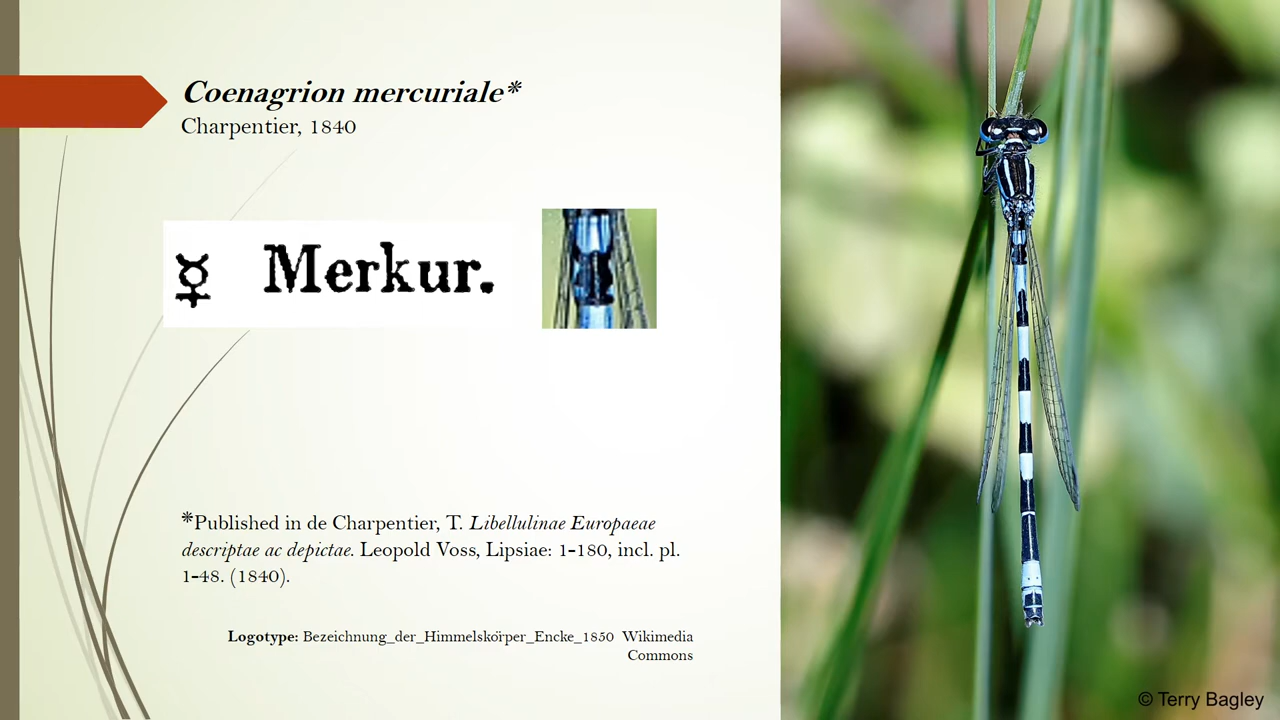 Coenagrion mercuriale*
Charpentier, 1840
☿ Merkur.
*Published in de Charpentier, T. Libellulinae Europaeae
descriptae ac depictae. Leopold Voss, Lipsiae: 1-180, incl. pl.
1-48. (1840).
Logotype: Bezeichnung_der_Himmelskörper_Encke_1850 Wikimedia
Commons
© Terry Bagley